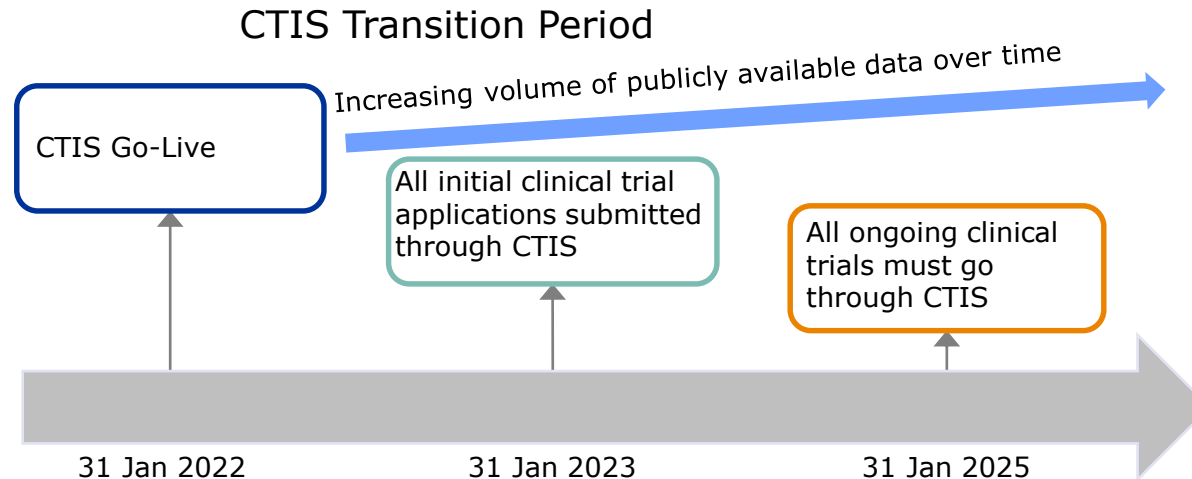 CTIS Transition Period
Increasing volume of publicly available data over time
CTIS Go-Live
All initial clinical trial
applications submitted
through CTIS
All ongoing clinical
trials must go
through CTIS
31 Jan 2022
31 Jan 2023
31 Jan 2025